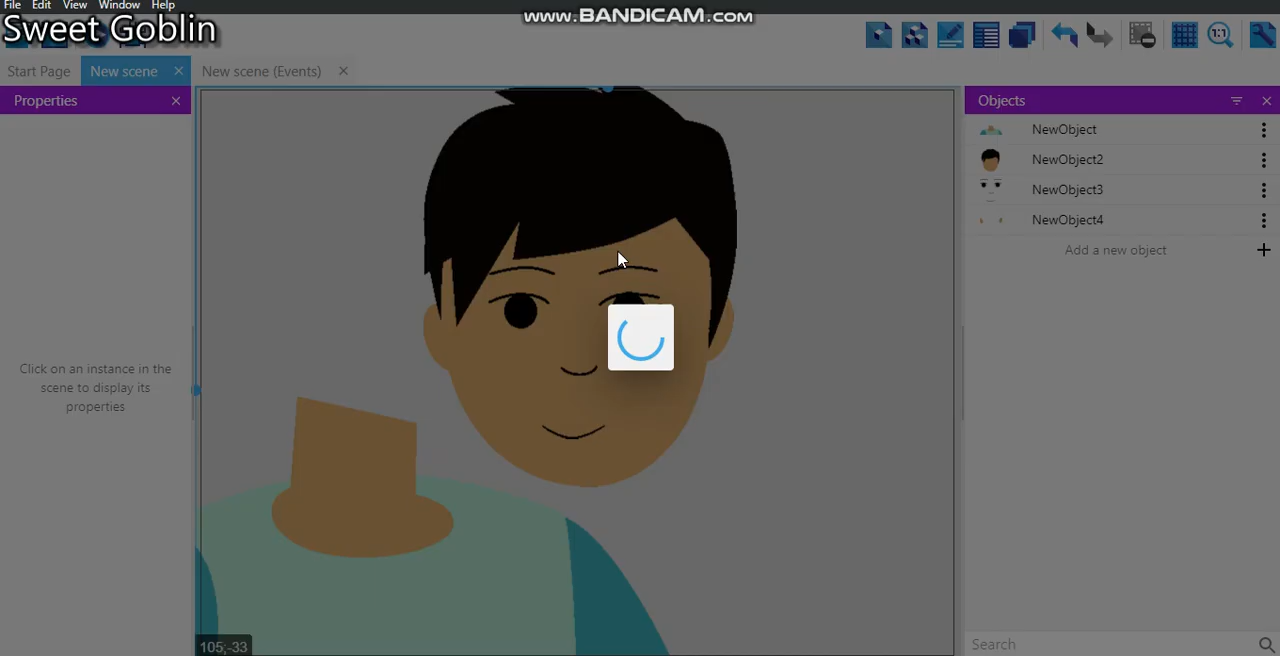 File Edit View Window Help
www.BANDICAM.com
Sweet Goblin
1:1
Start Page New scene New scene (Events)
Properties
Objects
NewObject
NewObject2
NewObject3
NewObject4
Add a new object
Click on an instance in the
scene to display its
properties
105;-33
Search